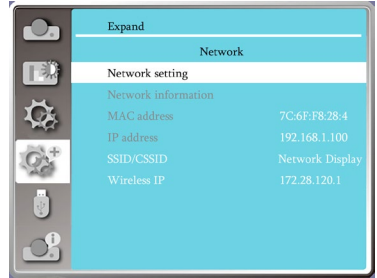 Expand
Network
Network setting
Network information
MAC address 7C:6F:F8:28:4
IP address 192.168.1.100
SSID/CSSID Network Display
Wireless IP 172.28.120.1